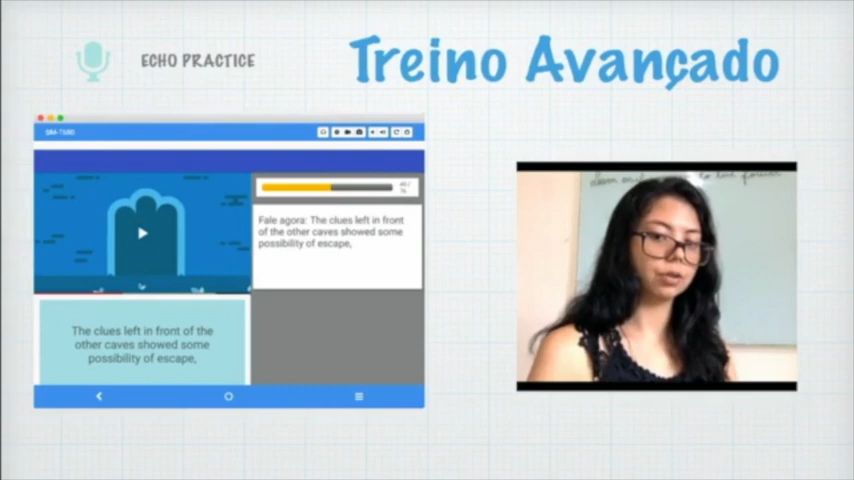 ECHO PRACTICE
Treino Avançado
Fale agora: The clues left in front
of the other caves showed some
possibility of escape,
The clues left in front of the
other caves showed some
possibility of escape,